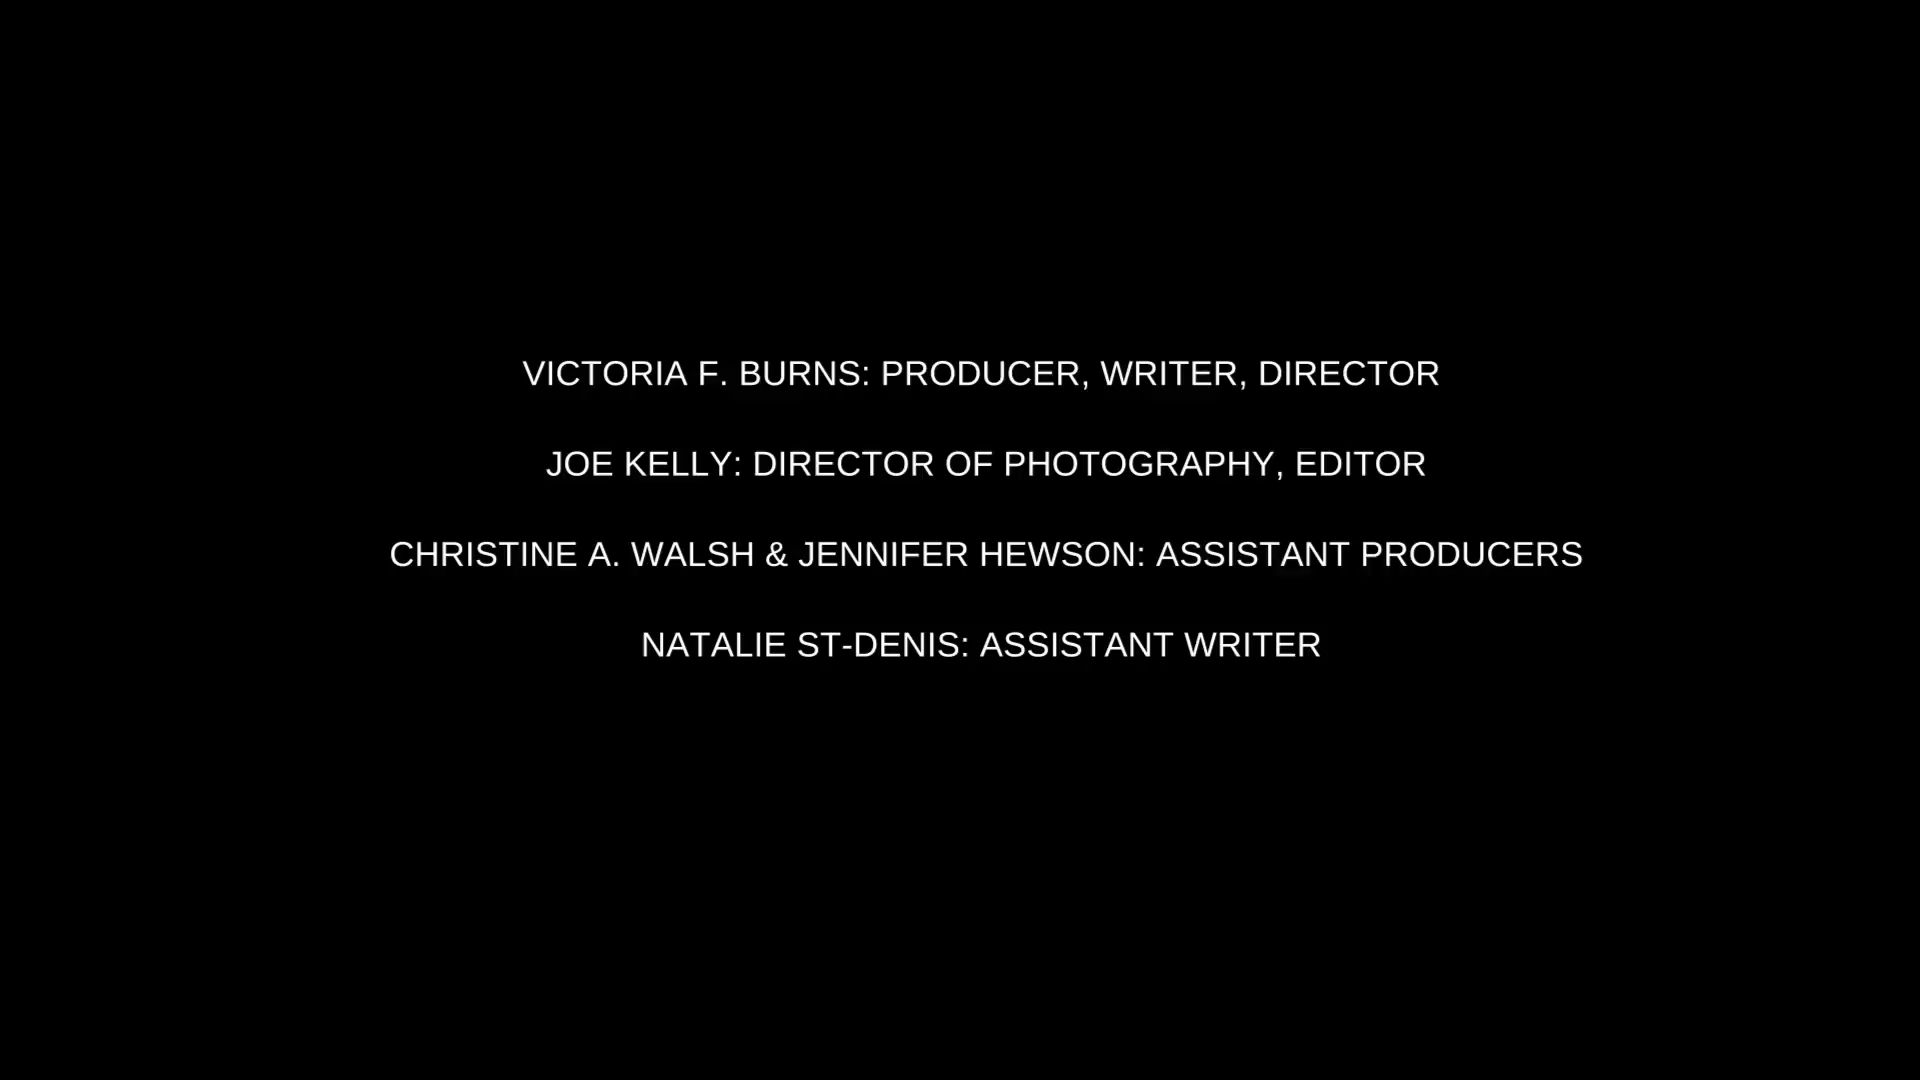 VICTORIA F. BURNS: PRODUCER, WRITER, DIRECTOR
JOE KELLY: DIRECTOR OF PHOTOGRAPHY, EDITOR
CHRISTINE A. WALSH & JENNIFER HEWSON: ASSISTANT PRODUCERS
NATALIE ST-DENIS: ASSISTANT WRITER